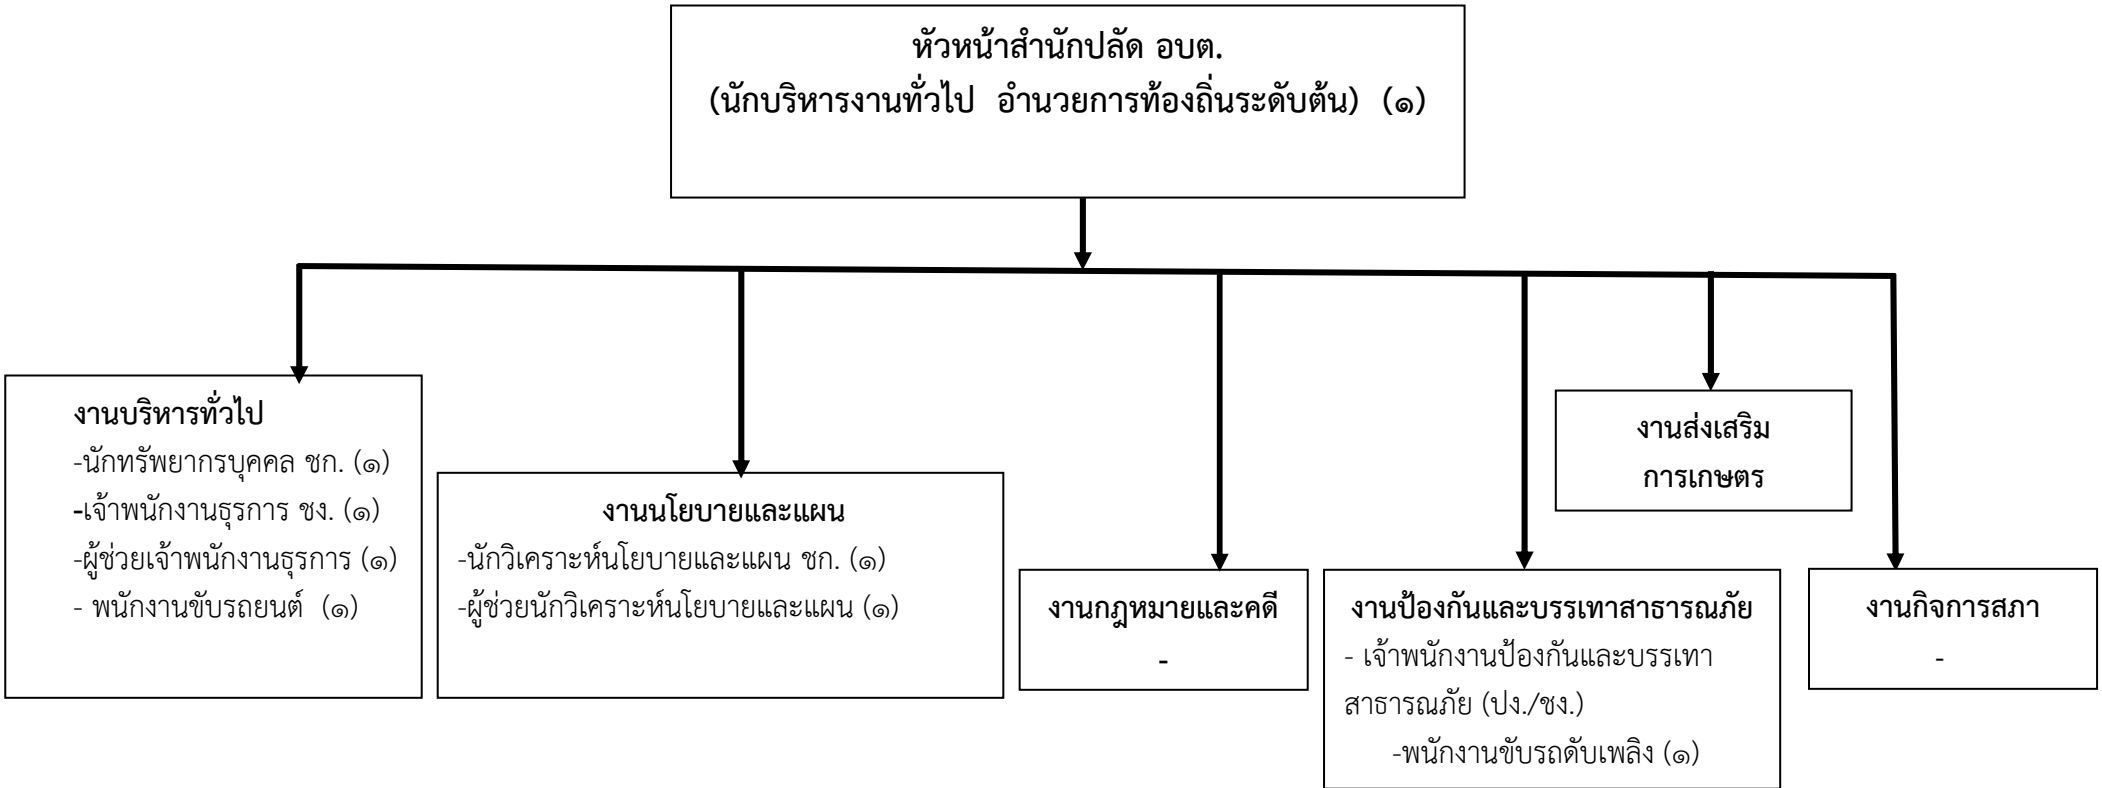 หัวหน้าสำนักปลัด อบต.
(นักบริหารงานทั่วไป อำนวยการท้องถิ่นระดับต้น) (๑)
งานบริหารทั่วไป
-นักทรัพยากรบุคคล ชก. (๑)
-เจ้าพนักงานธุรการ ชง. (๑)
-ผู้ช่วยเจ้าพนักงานธุรการ (๑)
- พนักงานขับรถยนต์ (๑)
งานนโยบายและแผน
-นักวิเคราะห์นโยบายและแผน ชก. (๑)
-ผู้ช่วยนักวิเคราะห์นโยบายและแผน (๑)
งานกฎหมายและคดี
-
งานป้องกันและบรรเทาสาธารณภัย
- เจ้าพนักงานป้องกันและบรรเทา
สาธารณภัย (ปง./ชง.)
-พนักงานขับรถดับเพลิง (๑)
งานส่งเสริม
การเกษตร
งานกิจการสภา
-